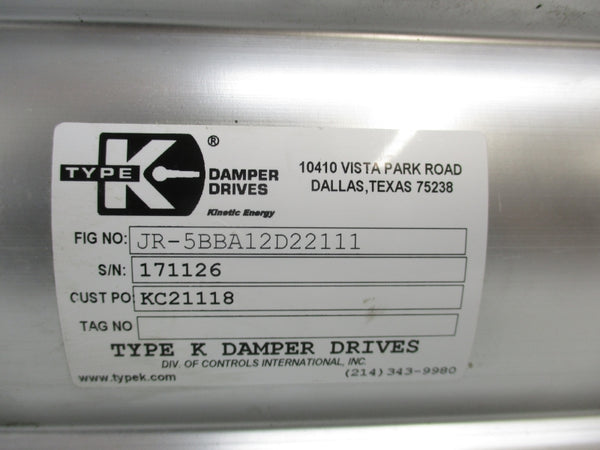 TYPE K ®
DAMPER
DRIVES
Kinetic Energy
10410 VISTA PARK ROAD
DALLAS, TEXAS 75238
FIG NO: JR-5BBA12D22111
S/N: 171126
CUST PO KC21118
TAG NO
TYPE K DAMPER DRIVES
DIV. OF CONTROLS INTERNATIONAL, INC.
www.typek.com (214)343-9980